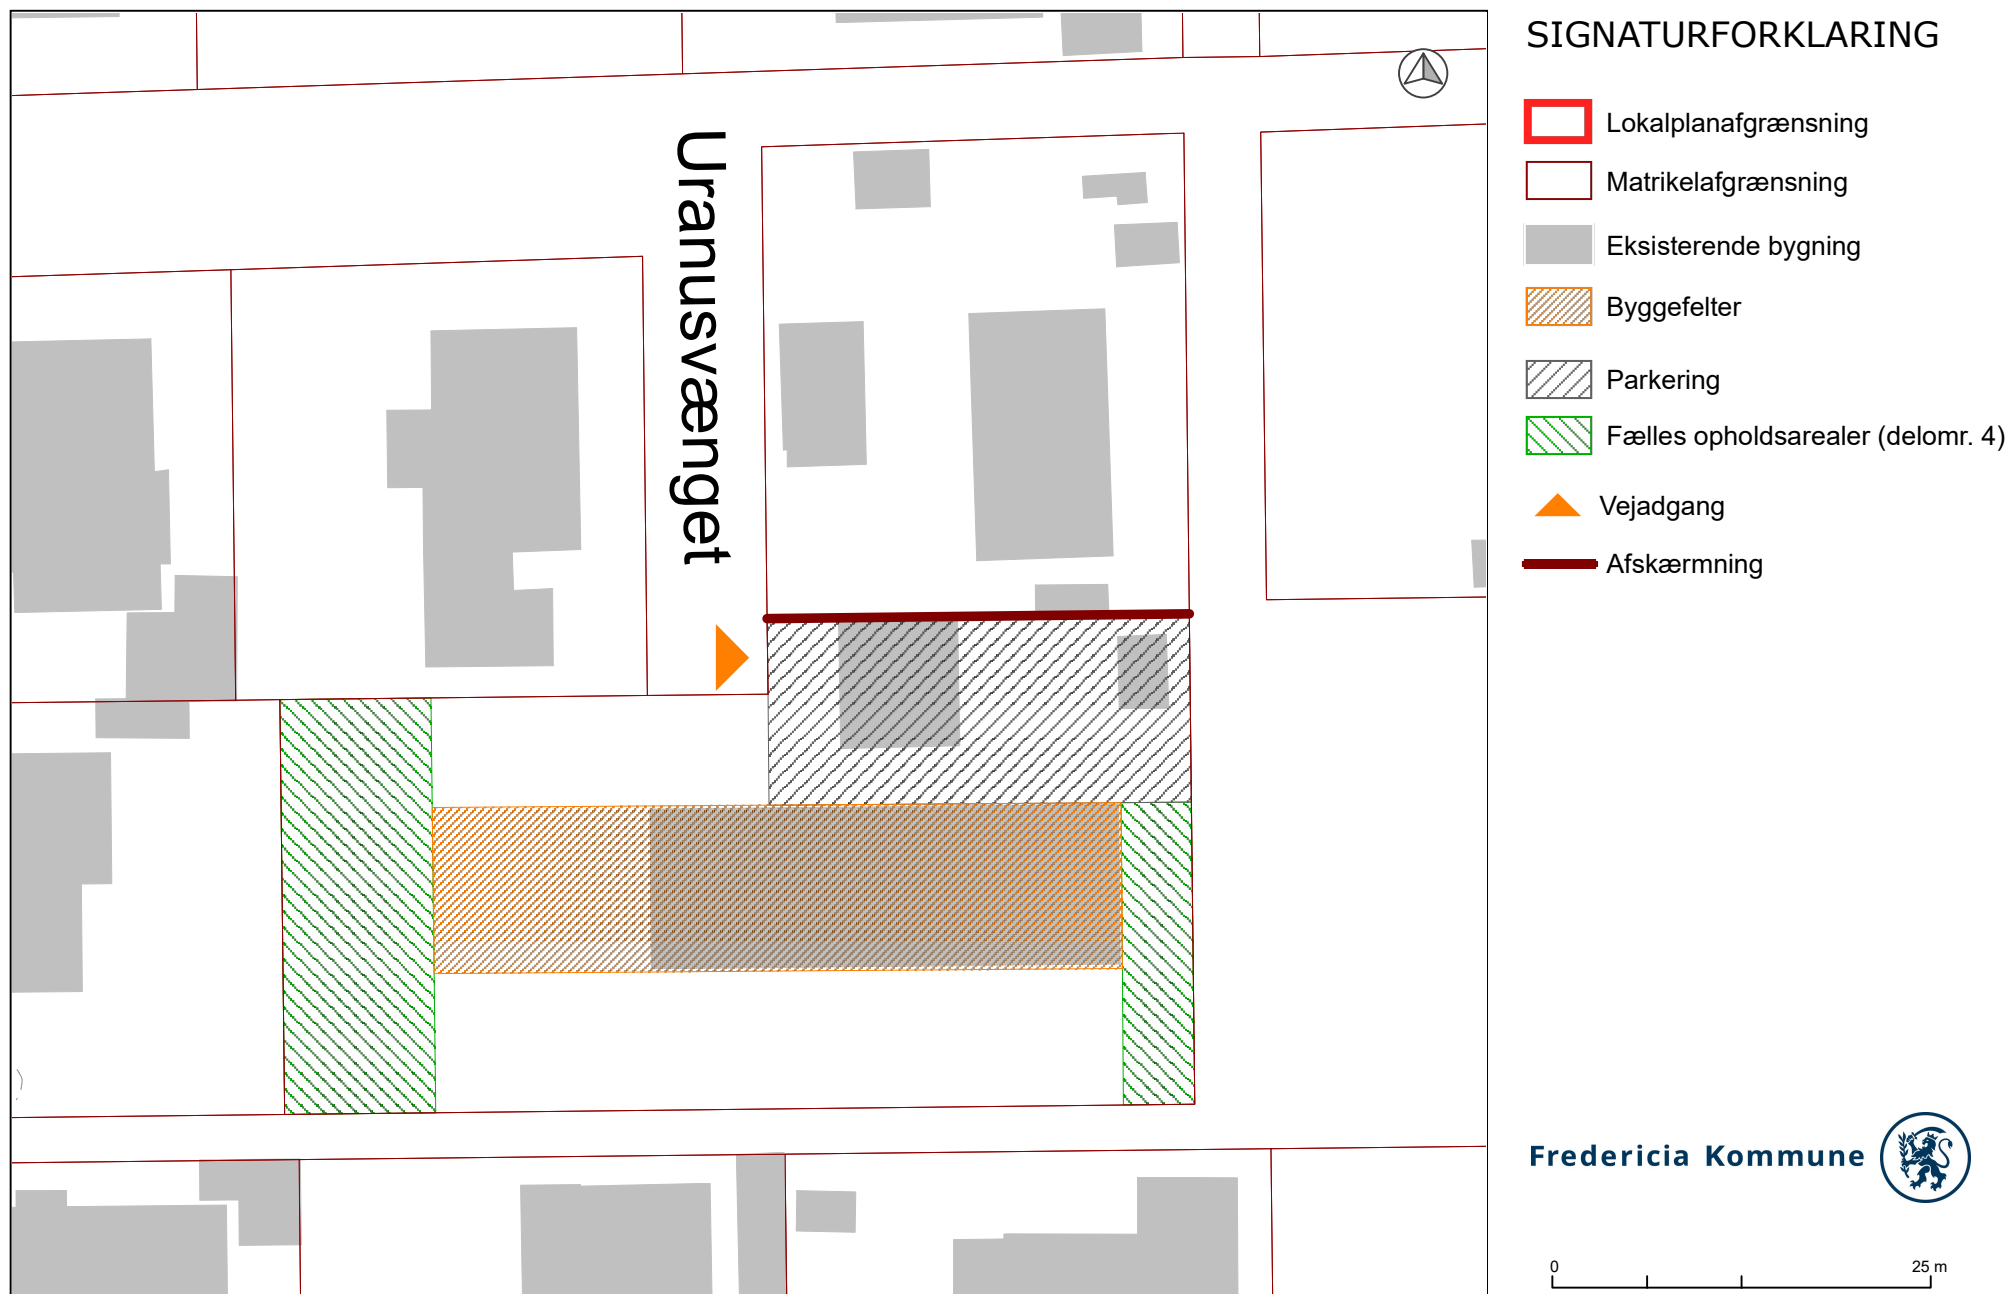 Uranusvænget
SIGNATURFORKLARING
Lokalplanafgrænsning
Matrikelafgrænsning
Eksisterende bygning
Byggefelter
Parkering
Fælles opholdsarealer (delomr. 4)
Vejadgang
Afskærmning
Fredericia Kommune
0 25 m